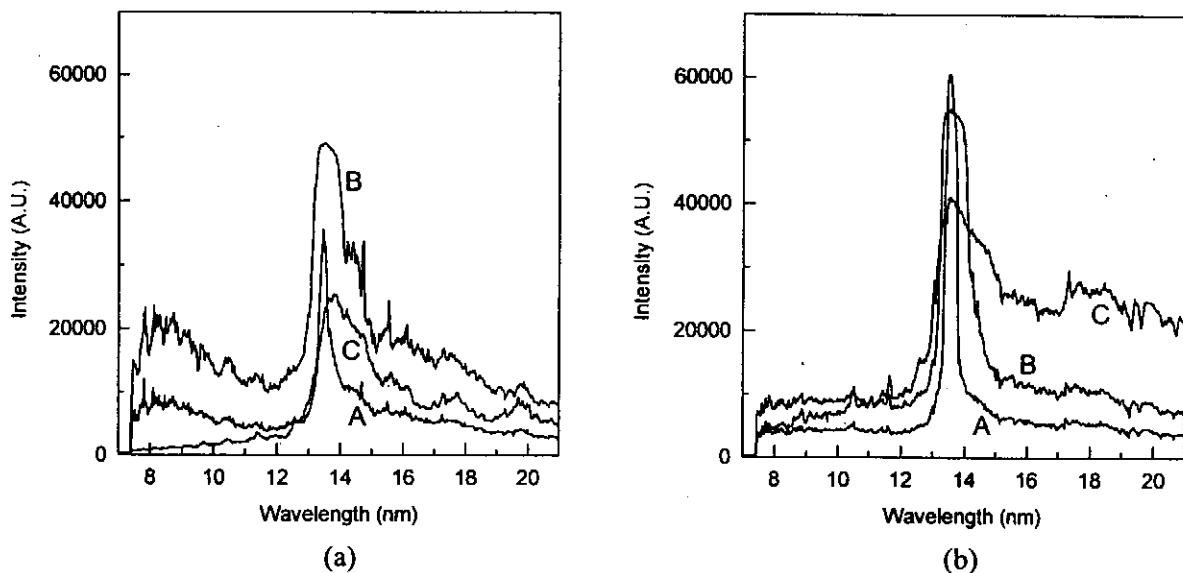 60000
40000
20000
0
Intensity (A.U.)
B
C
A
8 10 12 14 16 18 20
Wavelength (nm)
(a)
60000
40000
20000
0
Intensity (A.U.)
C
B
A
8 10 12 14 16 18 20
Wavelength (nm)
(b)